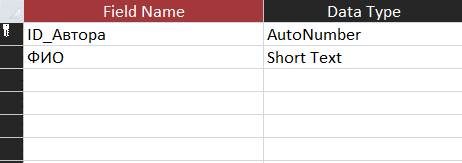 Field Name Data Type
ID_Автора AutoNumber
ФИО Short Text